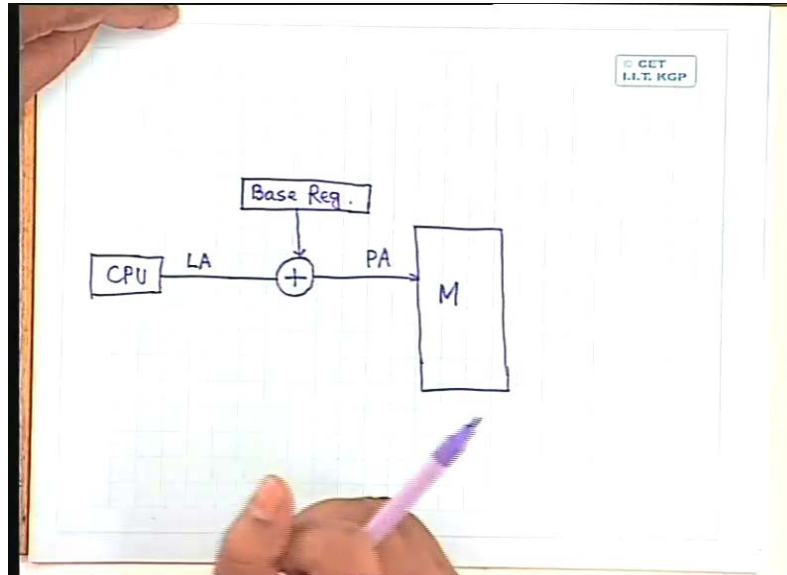 © CET
I.I.T. KGP
Base Reg.
CPU
LA
+
PA
M